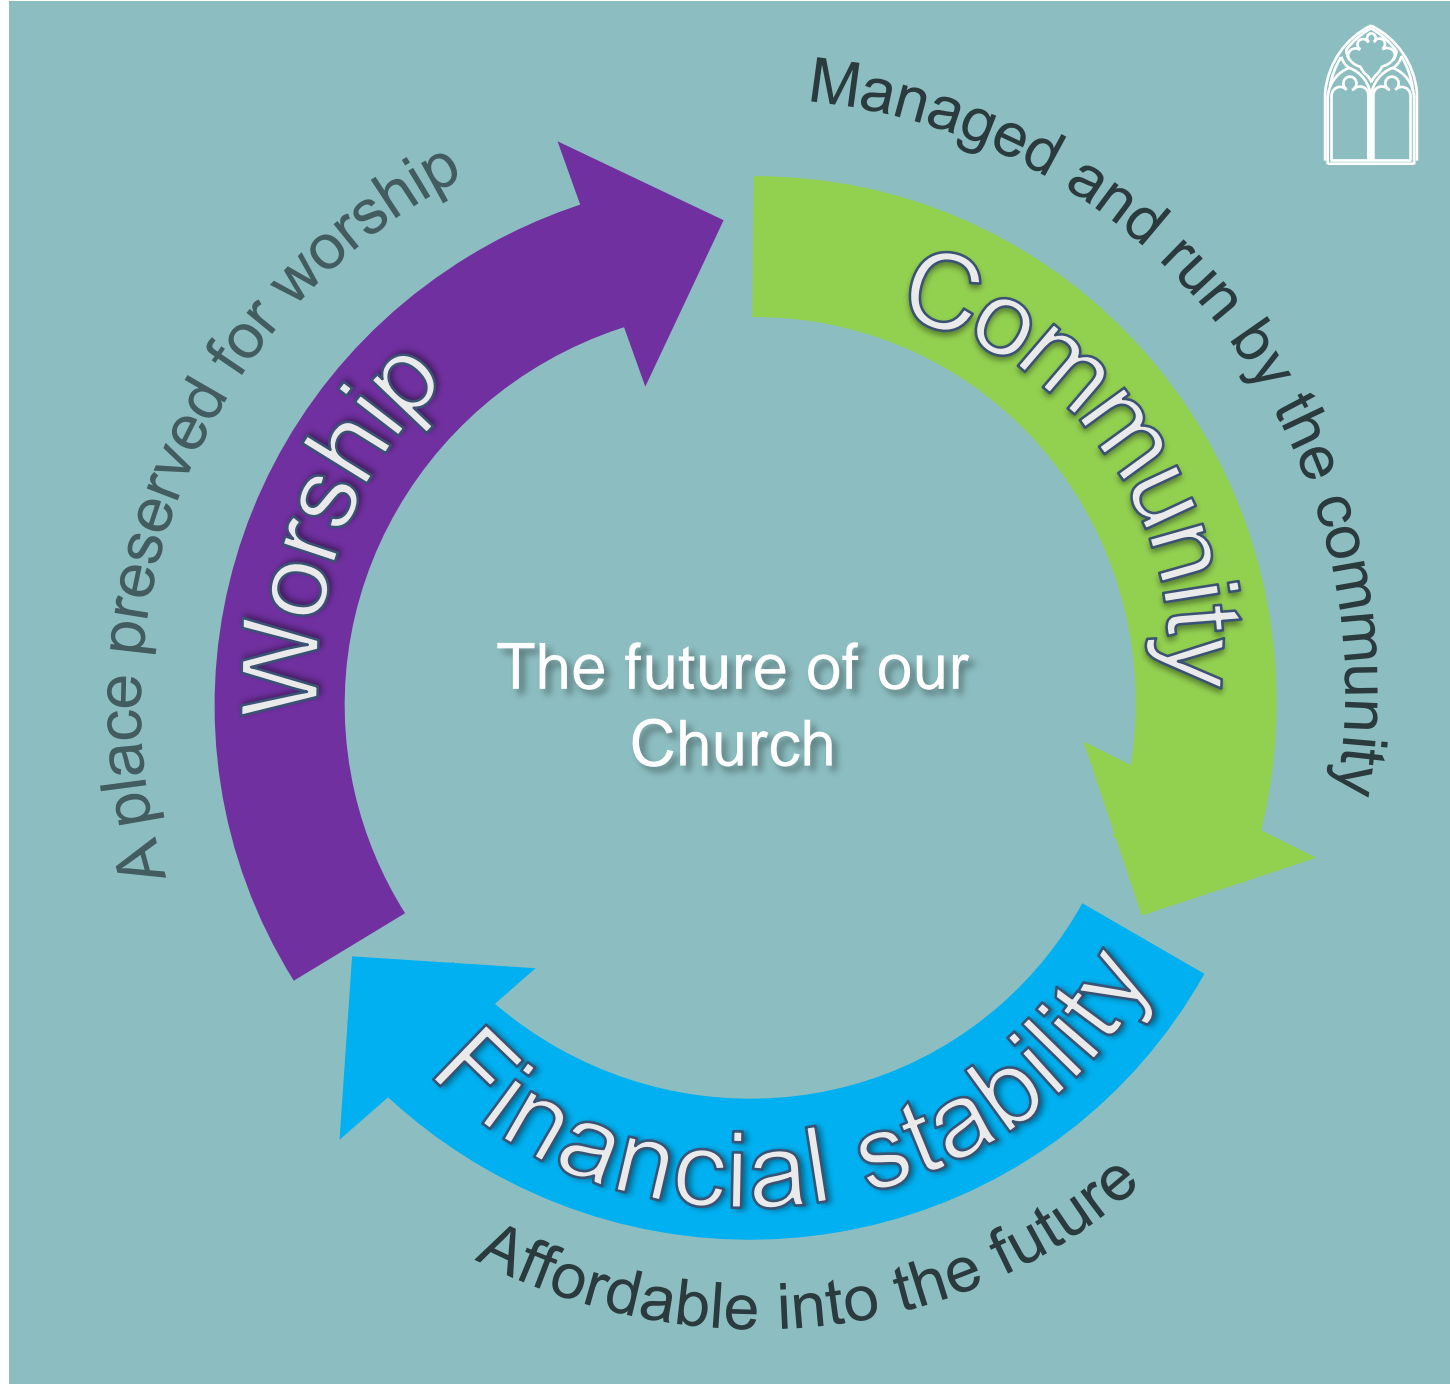 Managed and run by the community
A place preserved for worship
Community
Worship
The future of our
Church
Financial stability
Affordable into the future